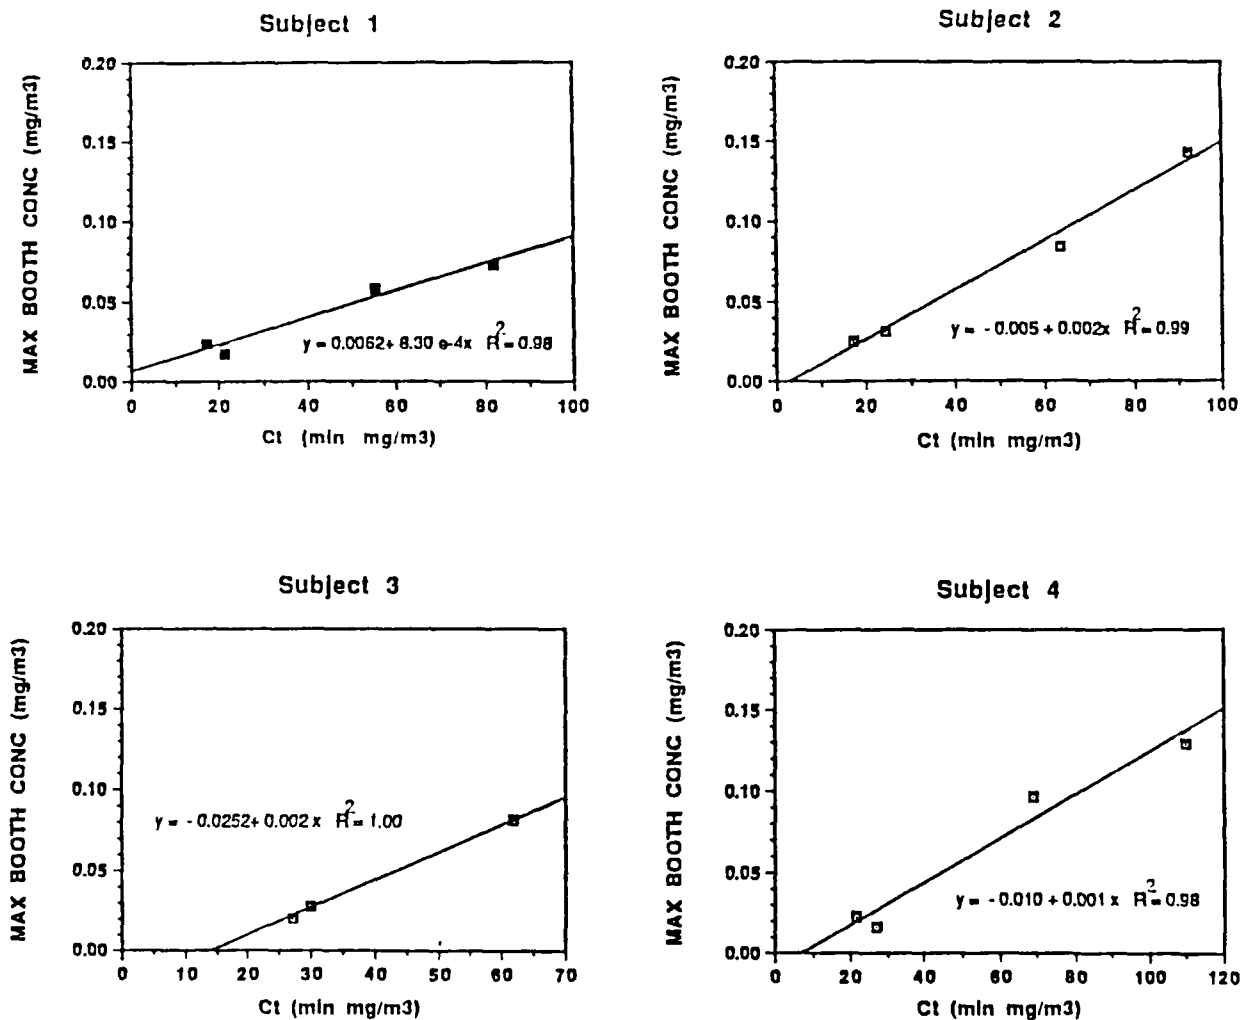 Subject 1
MAX BOOTH CONC (mg/m3)
0.20
0.15
0.10
0.05
0.00
y = 0.0062+ 8.30 e-4x R2 = 0.98
0 20 40 60 80 100
Ct (min mg/m3)
Subject 2
MAX BOOTH CONC (mg/m3)
0.20
0.15
0.10
0.05
0.00
y = - 0.005 + 0.002x R2 = 0.99
0 20 40 60 80 100
Ct (min mg/m3)
Subject 3
MAX BOOTH CONC (mg/m3)
0.20
0.15
0.10
0.05
0.00
y = - 0.0252+ 0.002 x R2 = 1.00
0 10 20 30 40 50 60 70
Ct (min mg/m3)
Subject 4
MAX BOOTH CONC (mg/m3)
0.20
0.15
0.10
0.05
0.00
y = - 0.010 + 0.001 x R2 = 0.98
0 20 40 60 80 100 120
Ct (min mg/m3)